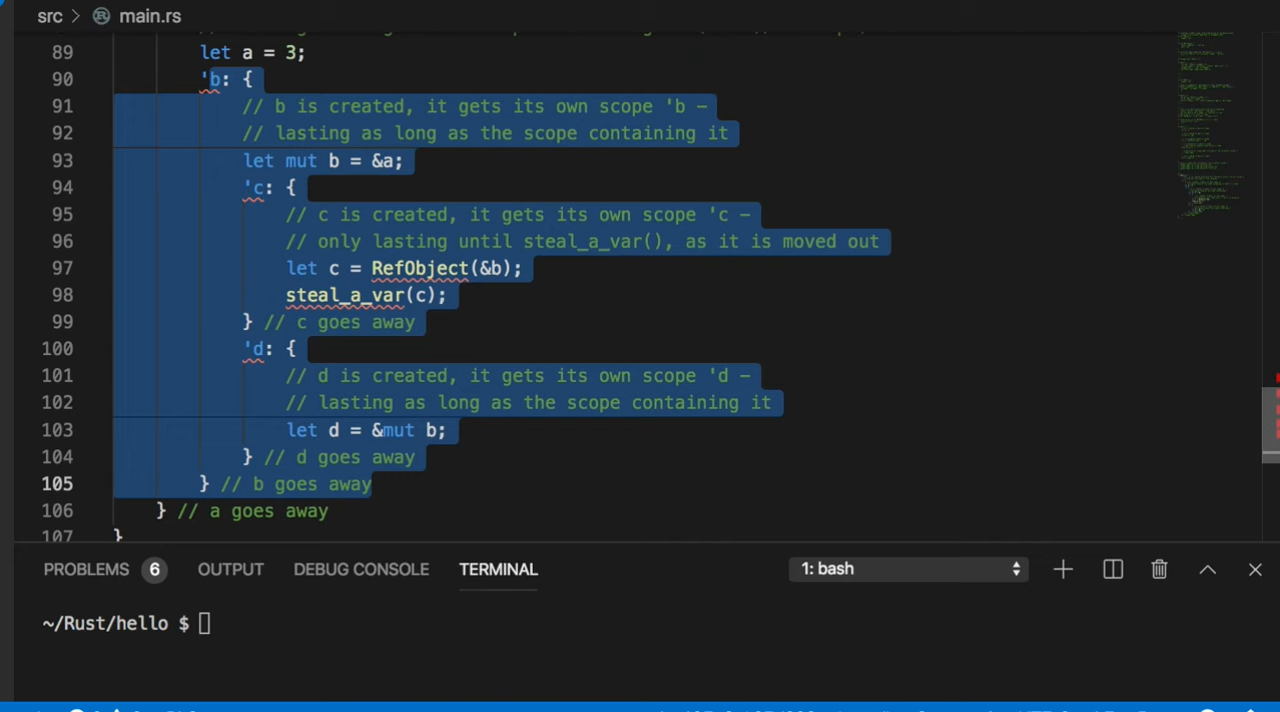 src > main.rs
89 let a = 3;
90 'b: {
91 // b is created, it gets its own scope 'b –
92 // lasting as long as the scope containing it
93 let mut b = &a;
94 'c: {
95 // c is created, it gets its own scope 'c –
96 // only lasting until steal_a_var(), as it is moved out
97 let c = RefObject(&b);
98 steal_a_var(c);
99 } // c goes away
100 'd: {
101 // d is created, it gets its own scope 'd –
102 // lasting as long as the scope containing it
103 let d = &mut b;
104 } // d goes away
105 } // b goes away
106 } // a goes away
107 }
PROBLEMS 6 OUTPUT DEBUG CONSOLE TERMINAL 1: bash
~/Rust/hello $